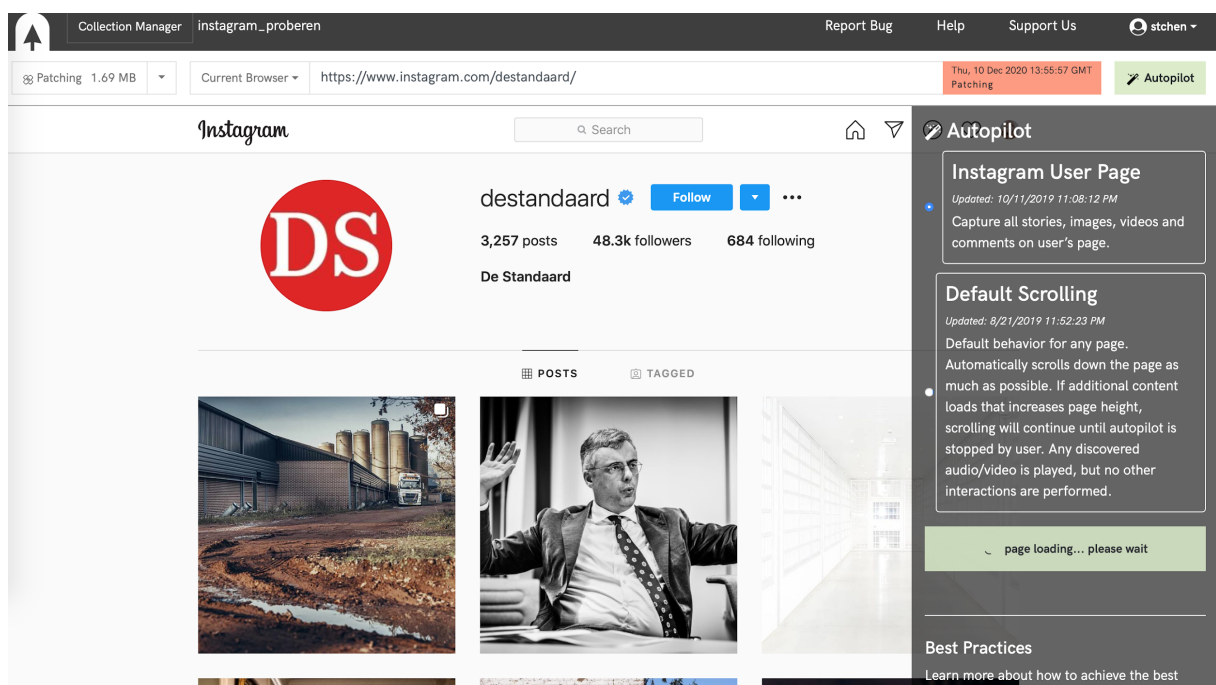 Collection Manager
instagram_proberen
Report Bug
Help
Support Us
stchen
Patching 1.69 MB
Current Browser
https://www.instagram.com/destandaard/
Thu, 10 Dec 2020 13:55:57 GMT
Patching
Autopilot
Instagram
Search
DS
destandaard
Follow
3,257 posts
48.3k followers
684 following
De Standaard
POSTS
TAGGED
Autopilot
Instagram User Page
Updated: 10/11/2019 11:08:12 PM
Capture all stories, images, videos and
comments on user's page.
Default Scrolling
Updated: 8/21/2019 11:52:23 PM
Default behavior for any page.
Automatically scrolls down the page as
much as possible. If additional content
loads that increases page height,
scrolling will continue until autopilot is
stopped by user. Any discovered
audio/video is played, but no other
interactions are performed.
page loading... please wait
Best Practices
Learn more about how to achieve the best